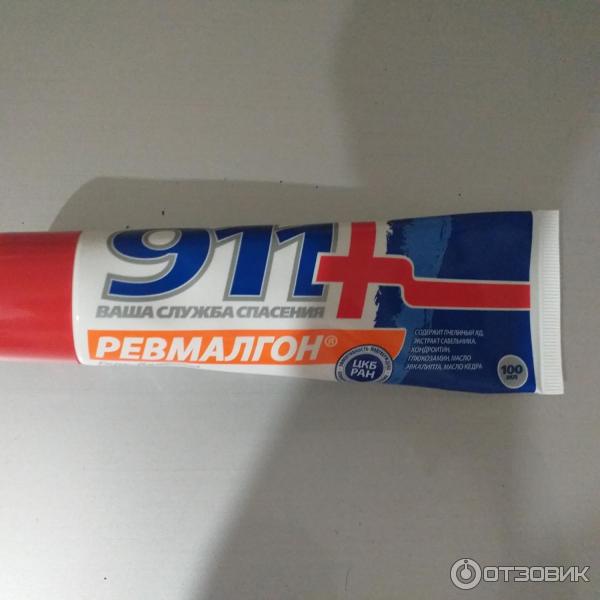 911+
ВАША СЛУЖБА СПАСЕНИЯ
РЕВМАЛГОН®
ЦКБ
РАН
СОДЕРЖИТ ПЧЕЛИНЫЙ ЯД,
ЭКСТРАКТ САБЕЛЬНИКА,
ХОНДРОИТИН,
ГЛЮКОЗАМИН, МАСЛО
ЭВКАЛИПТА, МАСЛО КЕДРА
100
МЛ
ОТЗОВИК